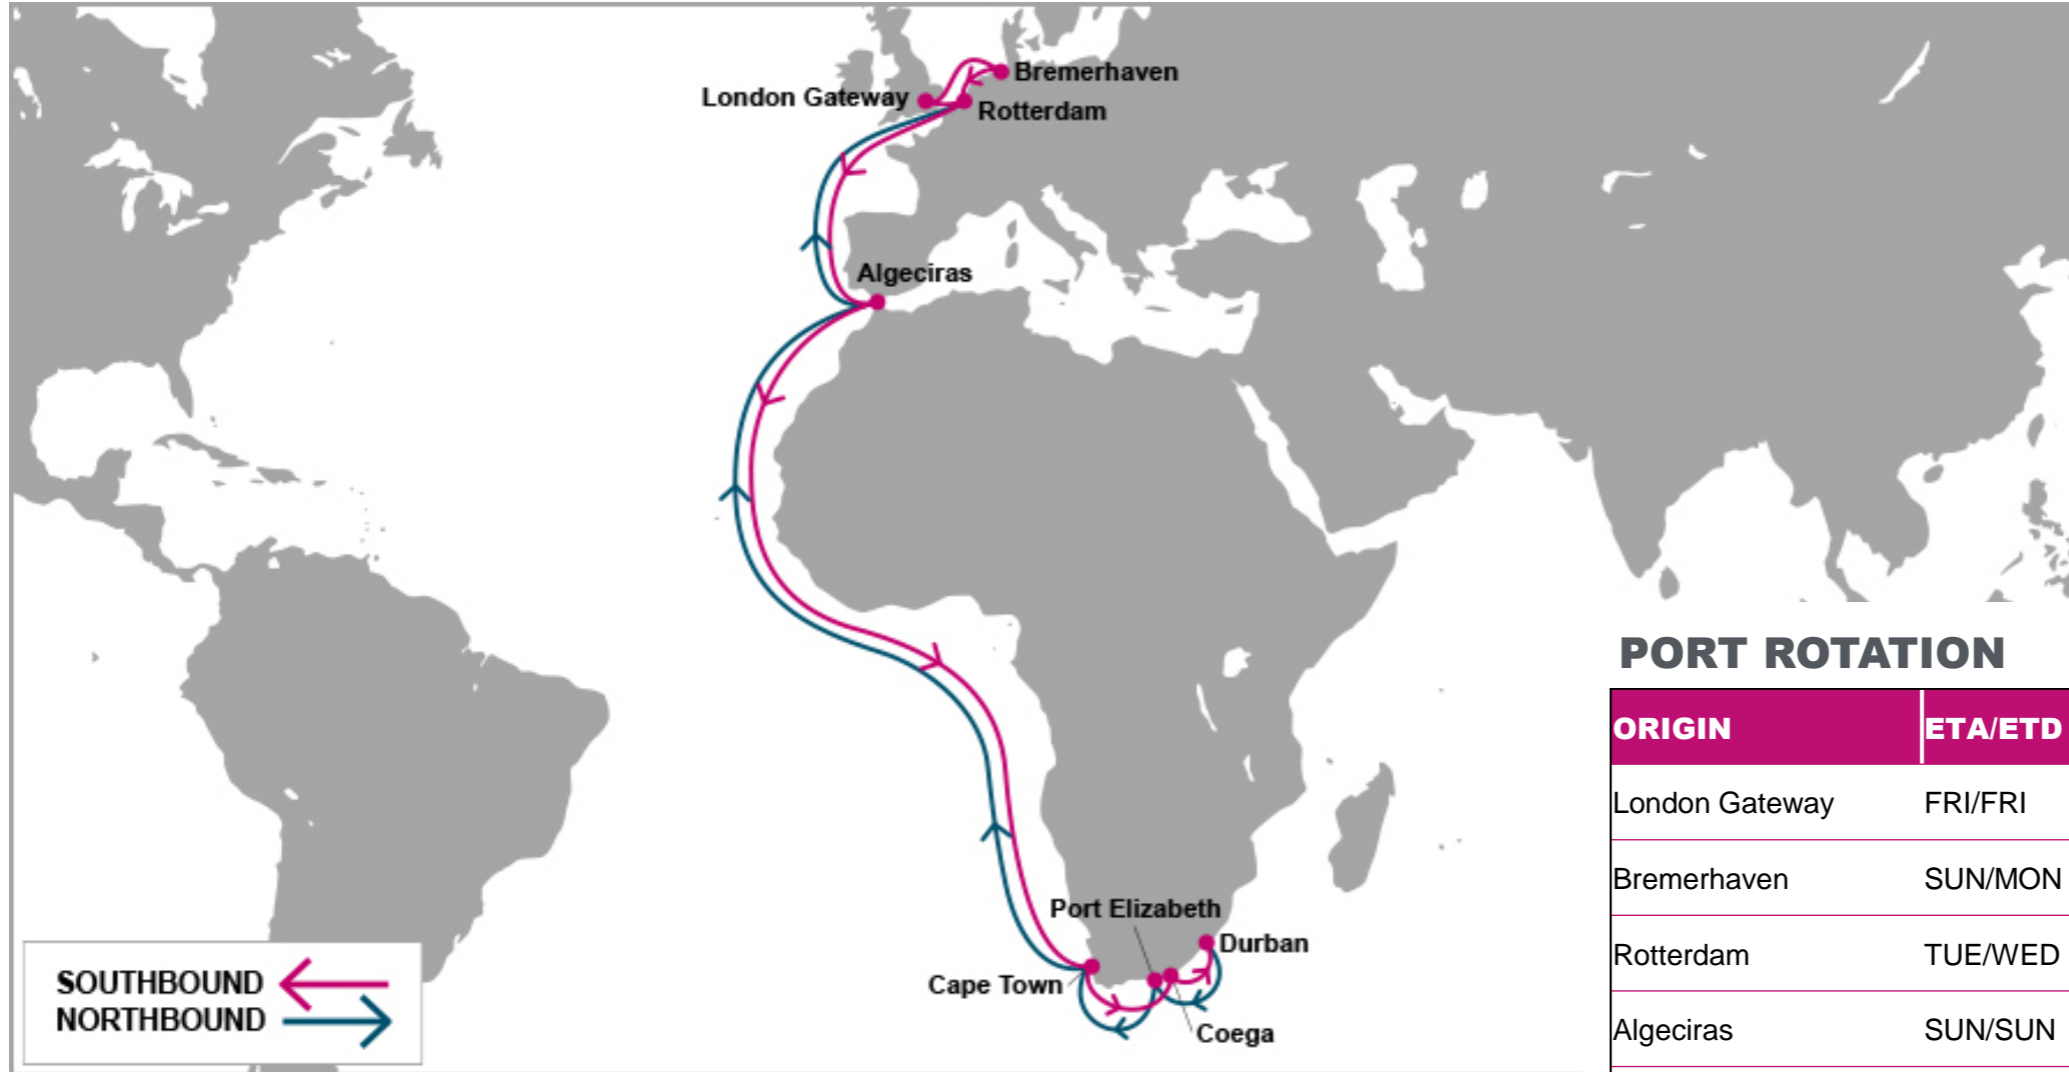 Bremerhaven
London Gateway
Rotterdam
Algeciras
Port Elizabeth
Durban
Cape Town
Coega
SOUTHBOUND
NORTHBOUND
PORT ROTATION
ORIGIN ETA/ETD
London Gateway FRI/FRI
Bremerhaven SUN/MON
Rotterdam TUE/WED
Algeciras SUN/SUN